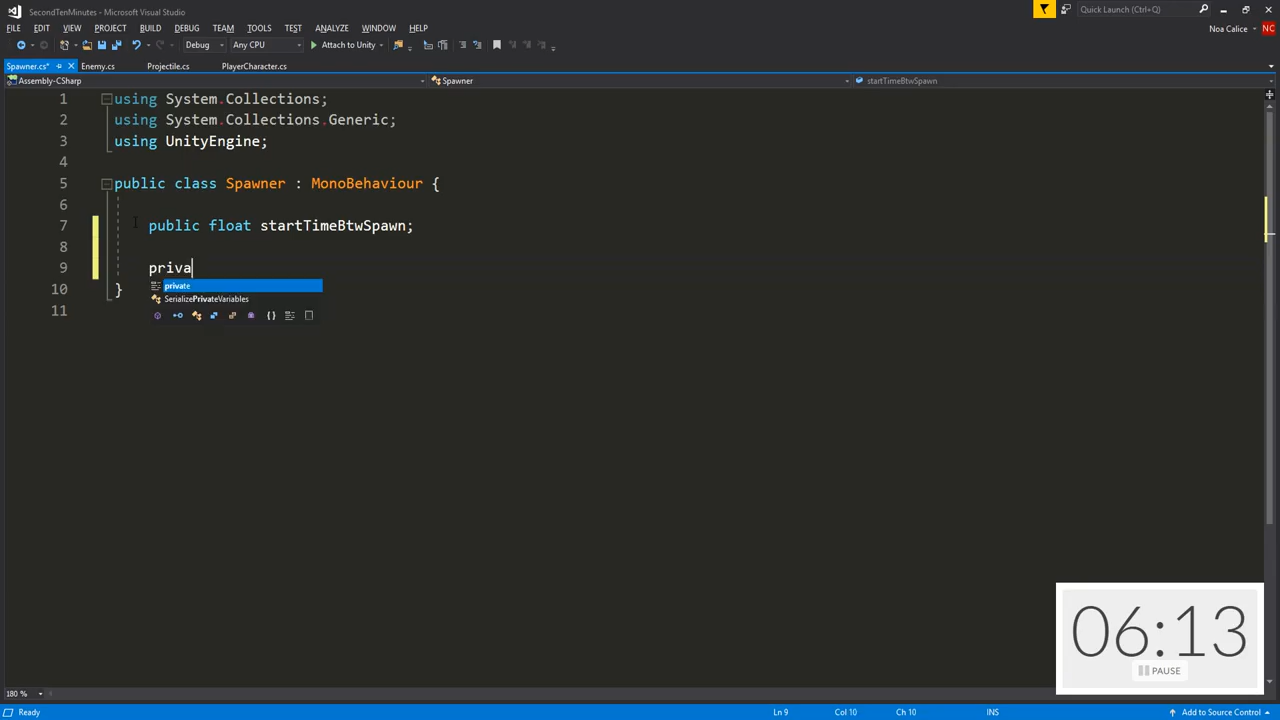 SecondTenMinutes - Microsoft Visual Studio
Quick Launch (Ctrl+Q)
FILE EDIT VIEW PROJECT BUILD DEBUG TEAM TOOLS TEST ANALYZE WINDOW HELP
Noa Calice NC
Debug Any CPU Attach to Unity
Spawner.cs* Enemy.cs Projectile.cs PlayerCharacter.cs
Assembly-CSharp Spawner startTimeBtwSpawn
1 using System.Collections;
2 using System.Collections.Generic;
3 using UnityEngine;
4
5 public class Spawner : MonoBehaviour {
6
7 public float startTimeBtwSpawn;
8
9 priva
private
10 }
SerializePrivateVariables
11
06:13
PAUSE
180 %
Ready Ln 9 Col 10 Ch 10 INS Add to Source Control